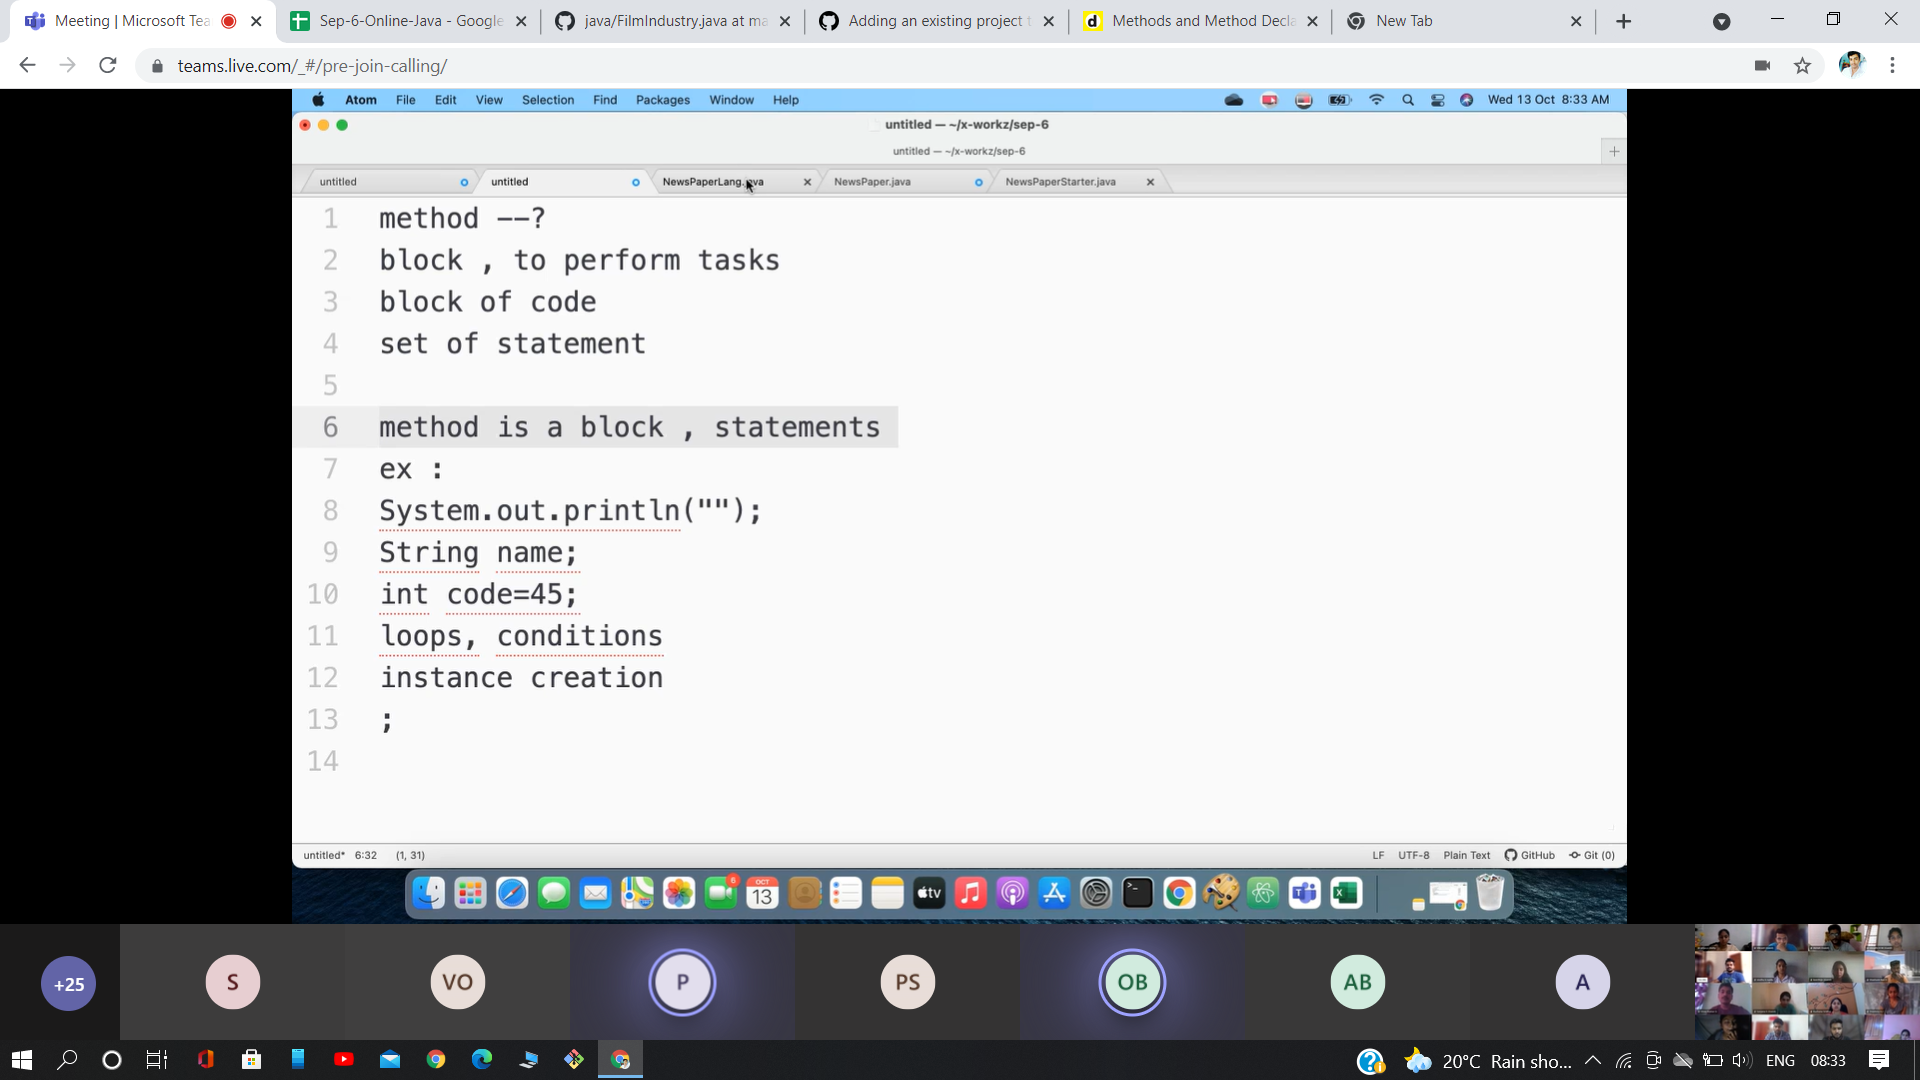 Meeting | Microsoft Tea
Sep-6-Online-Java - Google
java/FilmIndustry.java at ma
Adding an existing project t
Methods and Method Decla
New Tab
teams.live.com/_#/pre-join-calling/
Atom File Edit View Selection Find Packages Window Help
Wed 13 Oct 8:33 AM
untitled — ~/x-workz/sep-6
untitled — ~/x-workz/sep-6
untitled
untitled
NewsPaperLang.java
NewsPaper.java
NewsPaperStarter.java
1 method --?
2 block , to perform tasks
3 block of code
4 set of statement
5
6 method is a block , statements
7 ex :
8 System.out.println("");
9 String name;
10 int code=45;
11 loops, conditions
12 instance creation
13 ;
14
untitled* 6:32 (1, 31)
LF UTF-8 Plain Text GitHub Git (0)
6
OCT
13
tv
+25
S
VO
P
PS
OB
AB
A
20°C Rain sho...
ENG
08:33